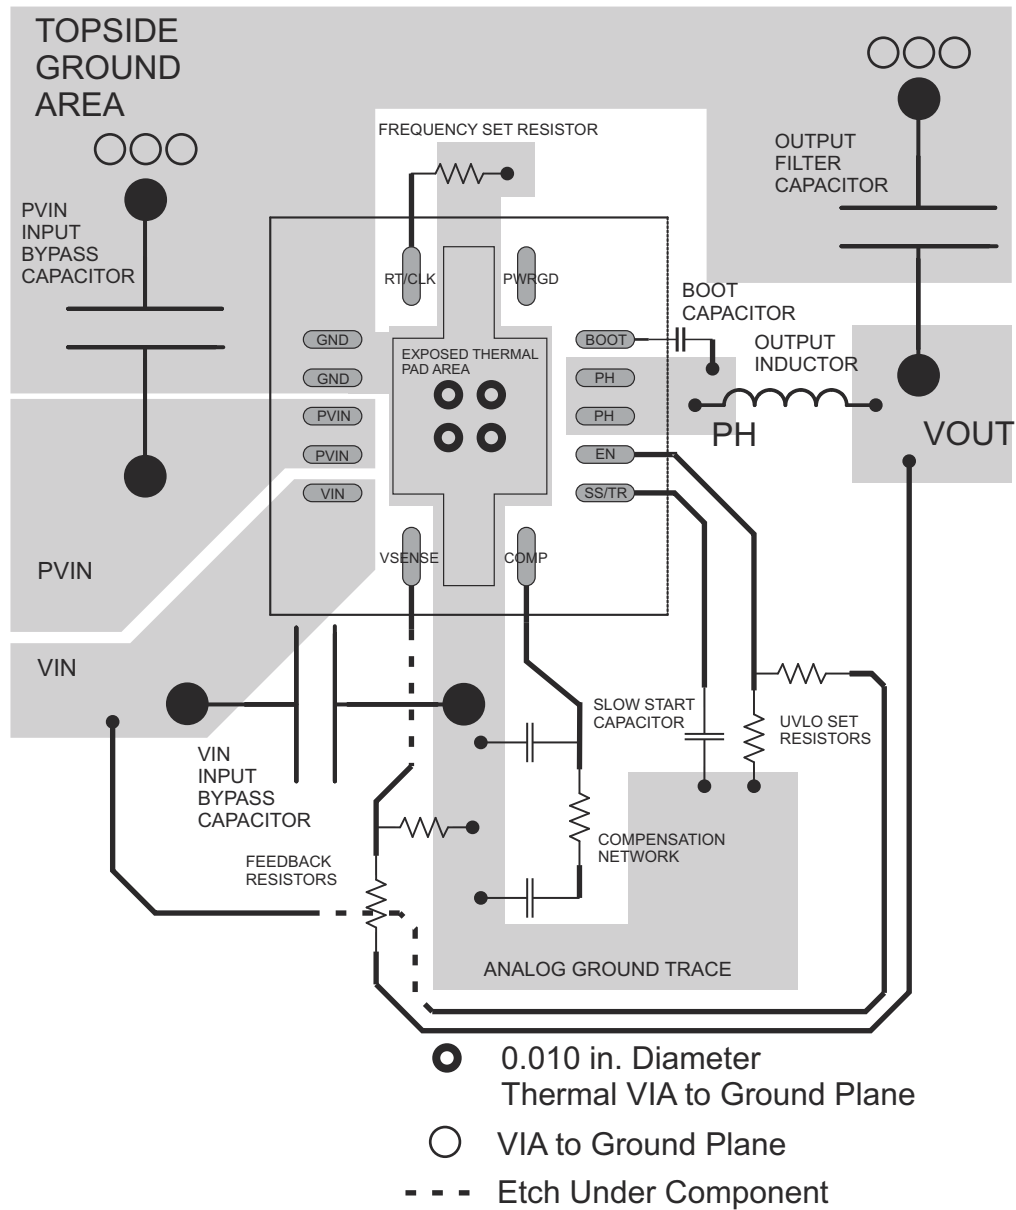 TOPSIDE
GROUND
AREA
FREQUENCY SET RESISTOR
OUTPUT
FILTER
CAPACITOR
PVIN
INPUT
BYPASS
CAPACITOR
RT/CLK
PWRGD
BOOT
CAPACITOR
GND
EXPOSED THERMAL
PAD AREA
BOOT
OUTPUT
INDUCTOR
GND
PH
PVIN
PH
PH
VOUT
PVIN
EN
VIN
SS/TR
VSENSE
COMP
PVIN
VIN
SLOW START
CAPACITOR
UVLO SET
RESISTORS
VIN
INPUT
BYPASS
CAPACITOR
COMPENSATION
NETWORK
FEEDBACK
RESISTORS
ANALOG GROUND TRACE
0.010 in. Diameter
Thermal VIA to Ground Plane
VIA to Ground Plane
Etch Under Component